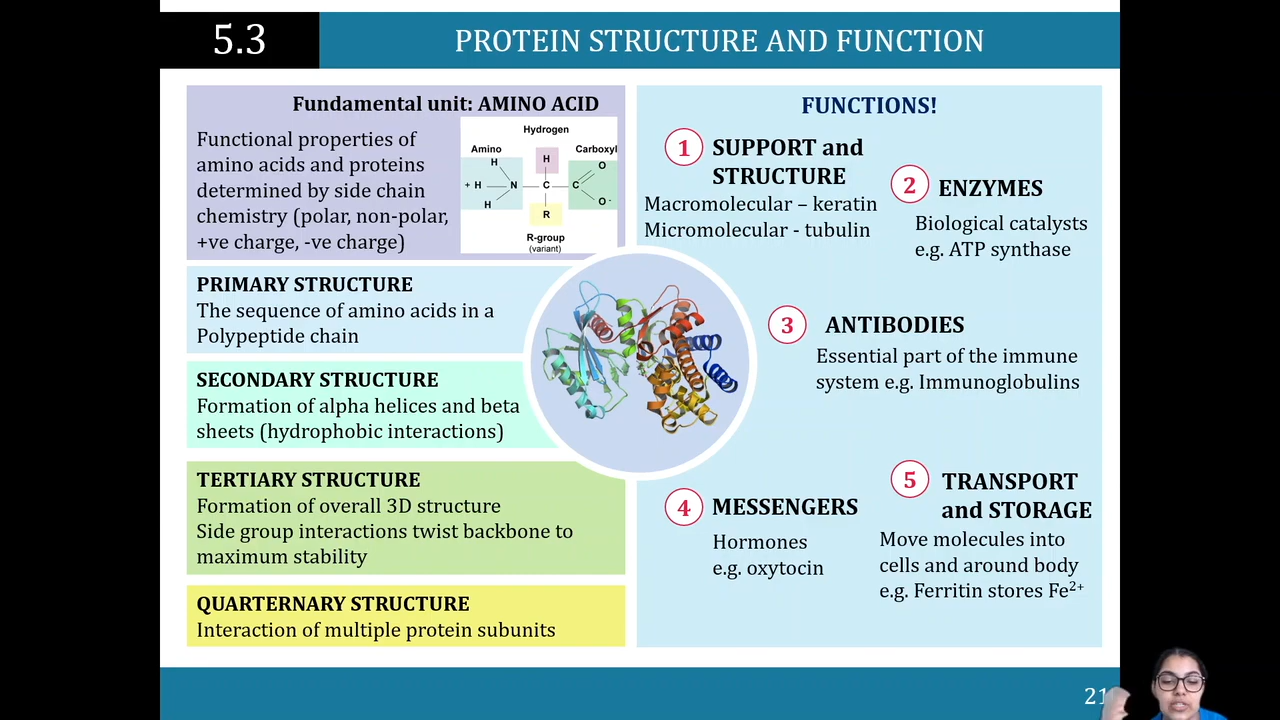 5.3
PROTEIN STRUCTURE AND FUNCTION
Fundamental unit: AMINO ACID
Functional properties of
amino acids and proteins
determined by side chain
chemistry (polar, non-polar,
+ve charge, -ve charge)
Hydrogen
Amino
Carboxyl
H
H
O
+ H
N
C
C
H
R
O -
R-group
(variant)
PRIMARY STRUCTURE
The sequence of amino acids in a
Polypeptide chain
SECONDARY STRUCTURE
Formation of alpha helices and beta
sheets (hydrophobic interactions)
TERTIARY STRUCTURE
Formation of overall 3D structure
Side group interactions twist backbone to
maximum stability
QUARTERNARY STRUCTURE
Interaction of multiple protein subunits
FUNCTIONS!
1
SUPPORT and
STRUCTURE
Macromolecular – keratin
Micromolecular - tubulin
2
ENZYMES
Biological catalysts
e.g. ATP synthase
3
ANTIBODIES
Essential part of the immune
system e.g. Immunoglobulins
4
MESSENGERS
Hormones
e.g. oxytocin
5
TRANSPORT
and STORAGE
Move molecules into
cells and around body
e.g. Ferritin stores Fe²⁺
21